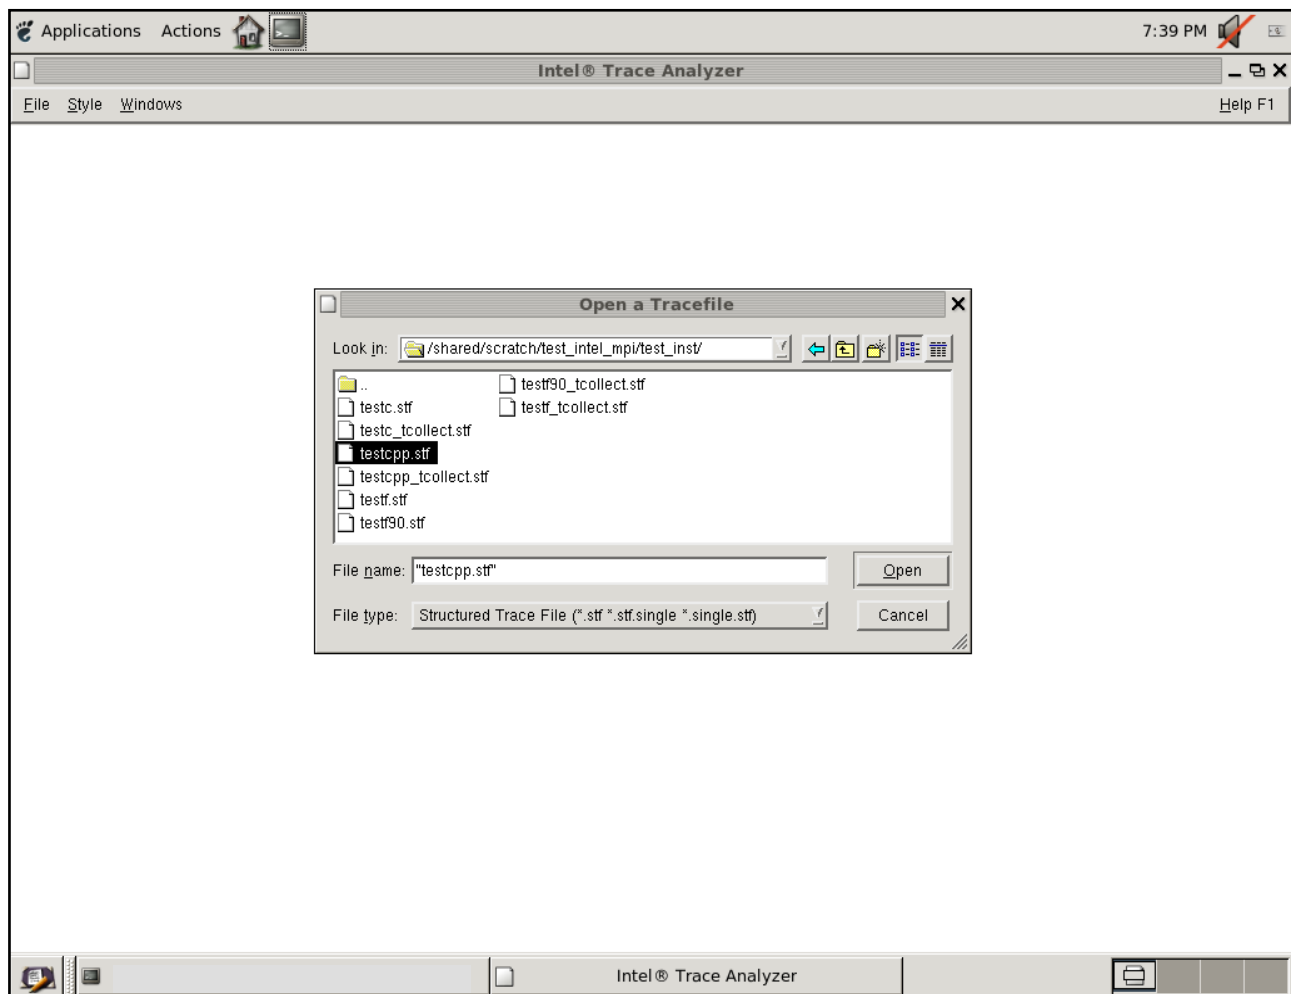 Applications Actions 7:39 PM
Intel® Trace Analyzer
File Style Windows Help F1
Open a Tracefile
Look in: /shared/scratch/test_intel_mpi/test_inst/
..
testc.stf
testc_tcollect.stf
testcpp.stf
testcpp_tcollect.stf
testf.stf
testf90.stf
testf90_tcollect.stf
testf_tcollect.stf
File name: "testcpp.stf" Open
File type: Structured Trace File (*.stf *.stf.single *.single.stf) Cancel
Intel® Trace Analyzer